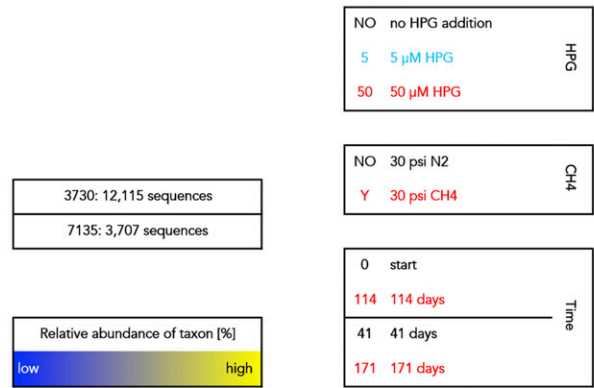 NO no HPG addition
5 5 µM HPG
50 50 µM HPG
HPG
NO 30 psi N2
Y 30 psi CH4
CH4
3730: 12,115 sequences
7135: 3,707 sequences
0 start
114 114 days
41 41 days
171 171 days
Time
Relative abundance of taxon [%]
low high